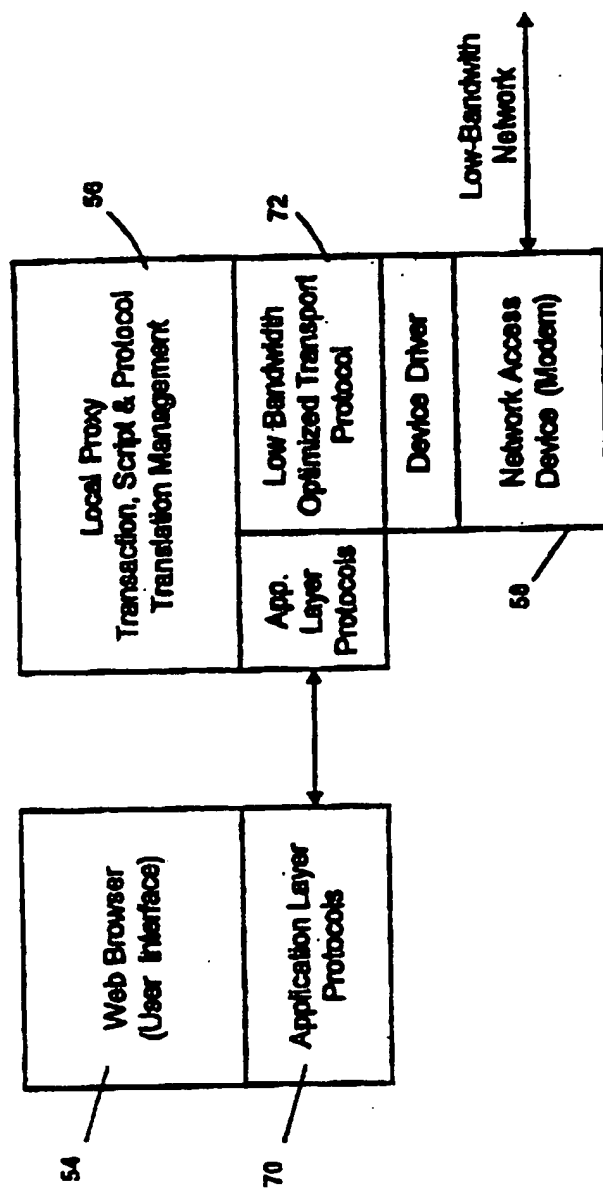 54
Web Browser
(User Interface)
70
Application Layer
Protocols
56
Local Proxy
Transaction, Script & Protocol
Translation Management
App.
Layer
Protocols
72
Low Bandwidth
Optimized Transport
Protocol
Device Driver
58
Network Access
Device (Modem)
Low-Bandwith
Network